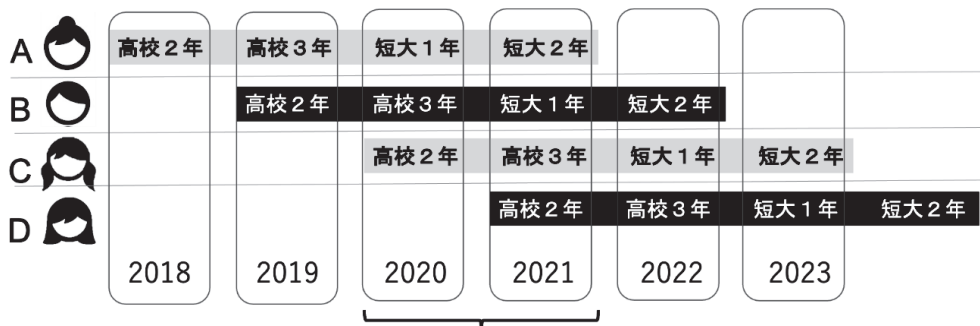 A 高校２年 高校３年 短大１年 短大２年
B 高校２年 高校３年 短大１年 短大２年
C 高校２年 高校３年 短大１年 短大２年
D 高校２年 高校３年 短大１年 短大２年
2018 2019 2020 2021 2022 2023